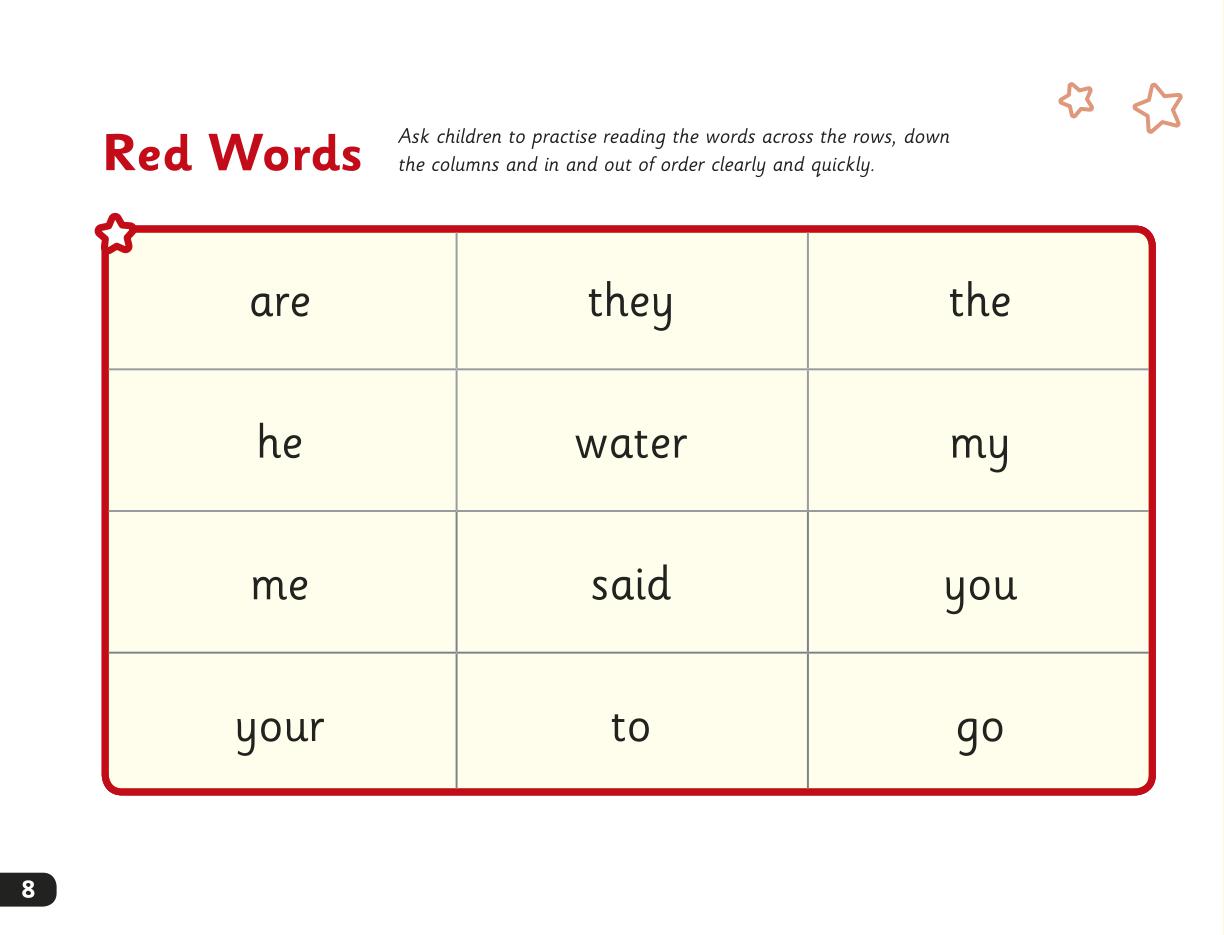 Red Words
Ask children to practise reading the words across the rows, down
the columns and in and out of order clearly and quickly.
are they the
he water my
me said you
your to go
8